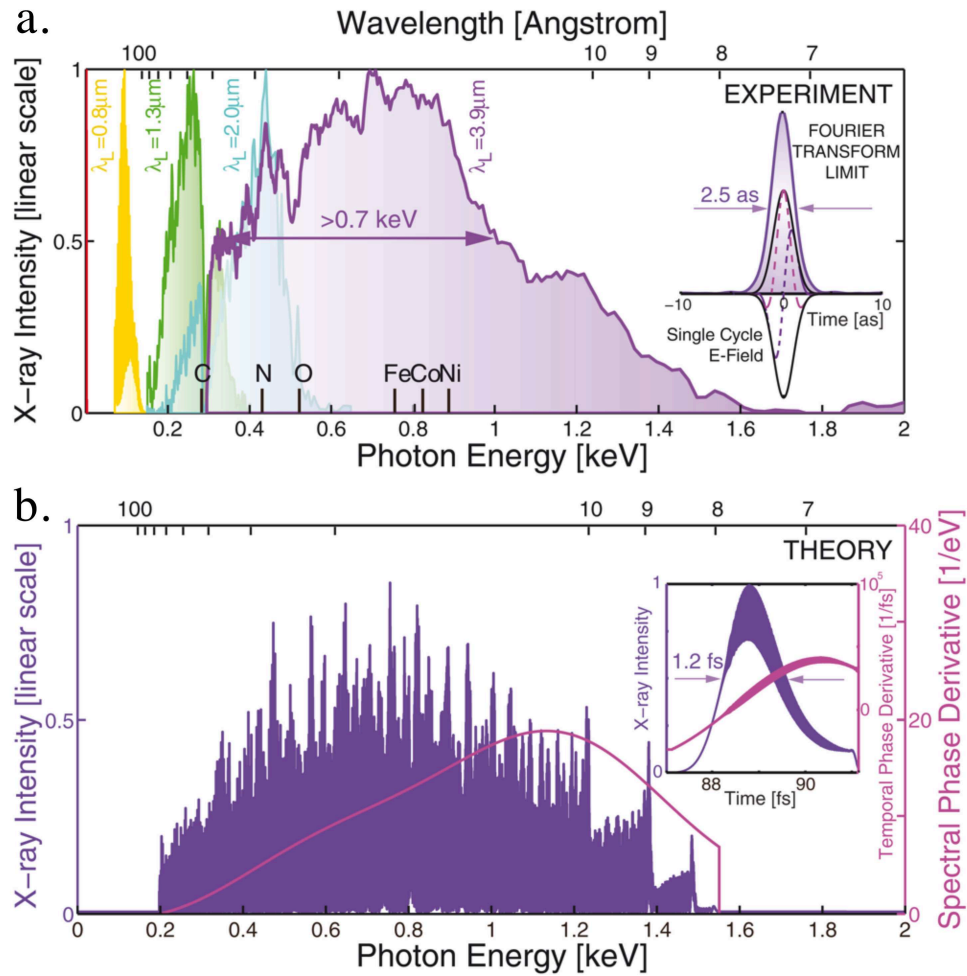 a.
Wavelength [Angstrom]
100 10 9 8 7
X-ray Intensity [linear scale]
1
0.5
0
λL=0.8μm
λL=1.3μm
λL=2.0μm
λL=3.9μm
>0.7 keV
C N O Fe Co Ni
EXPERIMENT
FOURIER
TRANSFORM
LIMIT
2.5 as
−10 0 10
Time [as]
Single Cycle
E-Field
0.2 0.4 0.6 0.8 1 1.2 1.4 1.6 1.8 2
Photon Energy [keV]
b.
100 10 9 8 7
X-ray Intensity [linear scale]
1
0.5
0
THEORY
40
20
0
Spectral Phase Derivative [1/eV]
X-ray Intensity
1
0
1.2 fs
10^5
0
Temporal Phase Derivative [1/fs]
88 90
Time [fs]
0 0.2 0.4 0.6 0.8 1 1.2 1.4 1.6 1.8 2
Photon Energy [keV]